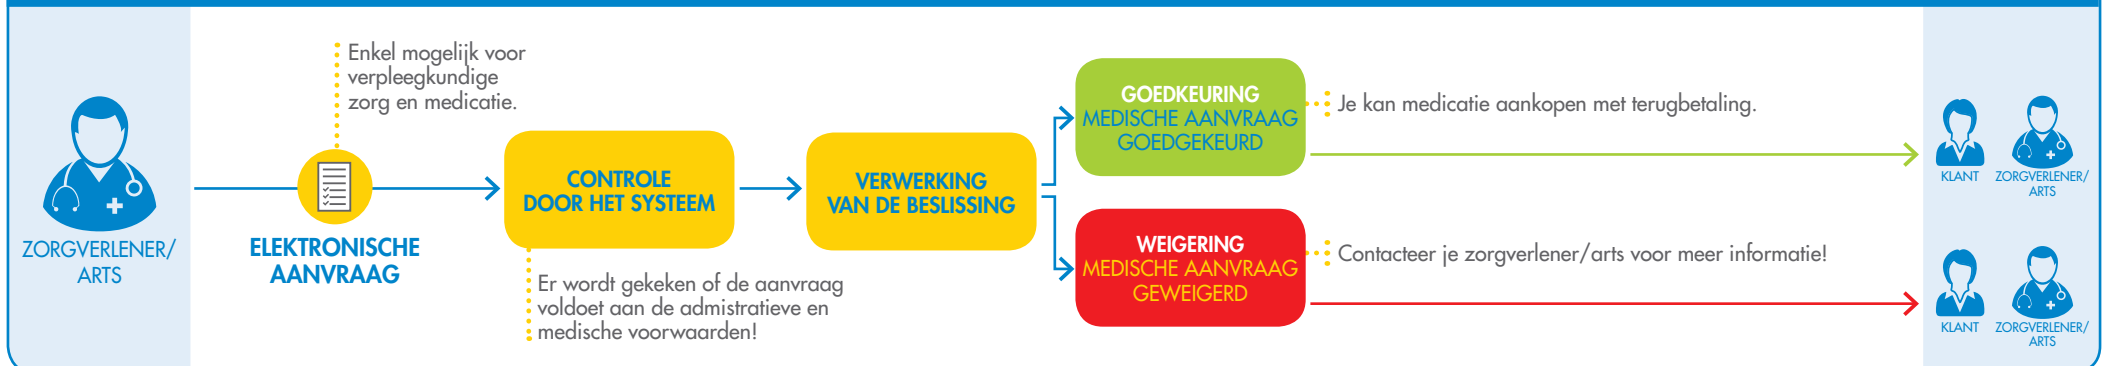 ZORGVERLENER/
ARTS
Enkel mogelijk voor
verpleegkundige
zorg en medicatie.
ELEKTRONISCHE
AANVRAAG
CONTROLE
DOOR HET SYSTEEM
Er wordt gekeken of de aanvraag
voldoet aan de admistratieve en
medische voorwaarden!
VERWERKING
VAN DE BESLISSING
GOEDKEURING
MEDISCHE AANVRAAG
GOEDGEKEURD
Je kan medicatie aankopen met terugbetaling.
KLANT
ZORGVERLENER/
ARTS
WEIGERING
MEDISCHE AANVRAAG
GEWEIGERD
Contacteer je zorgverlener/arts voor meer informatie!
KLANT
ZORGVERLENER/
ARTS